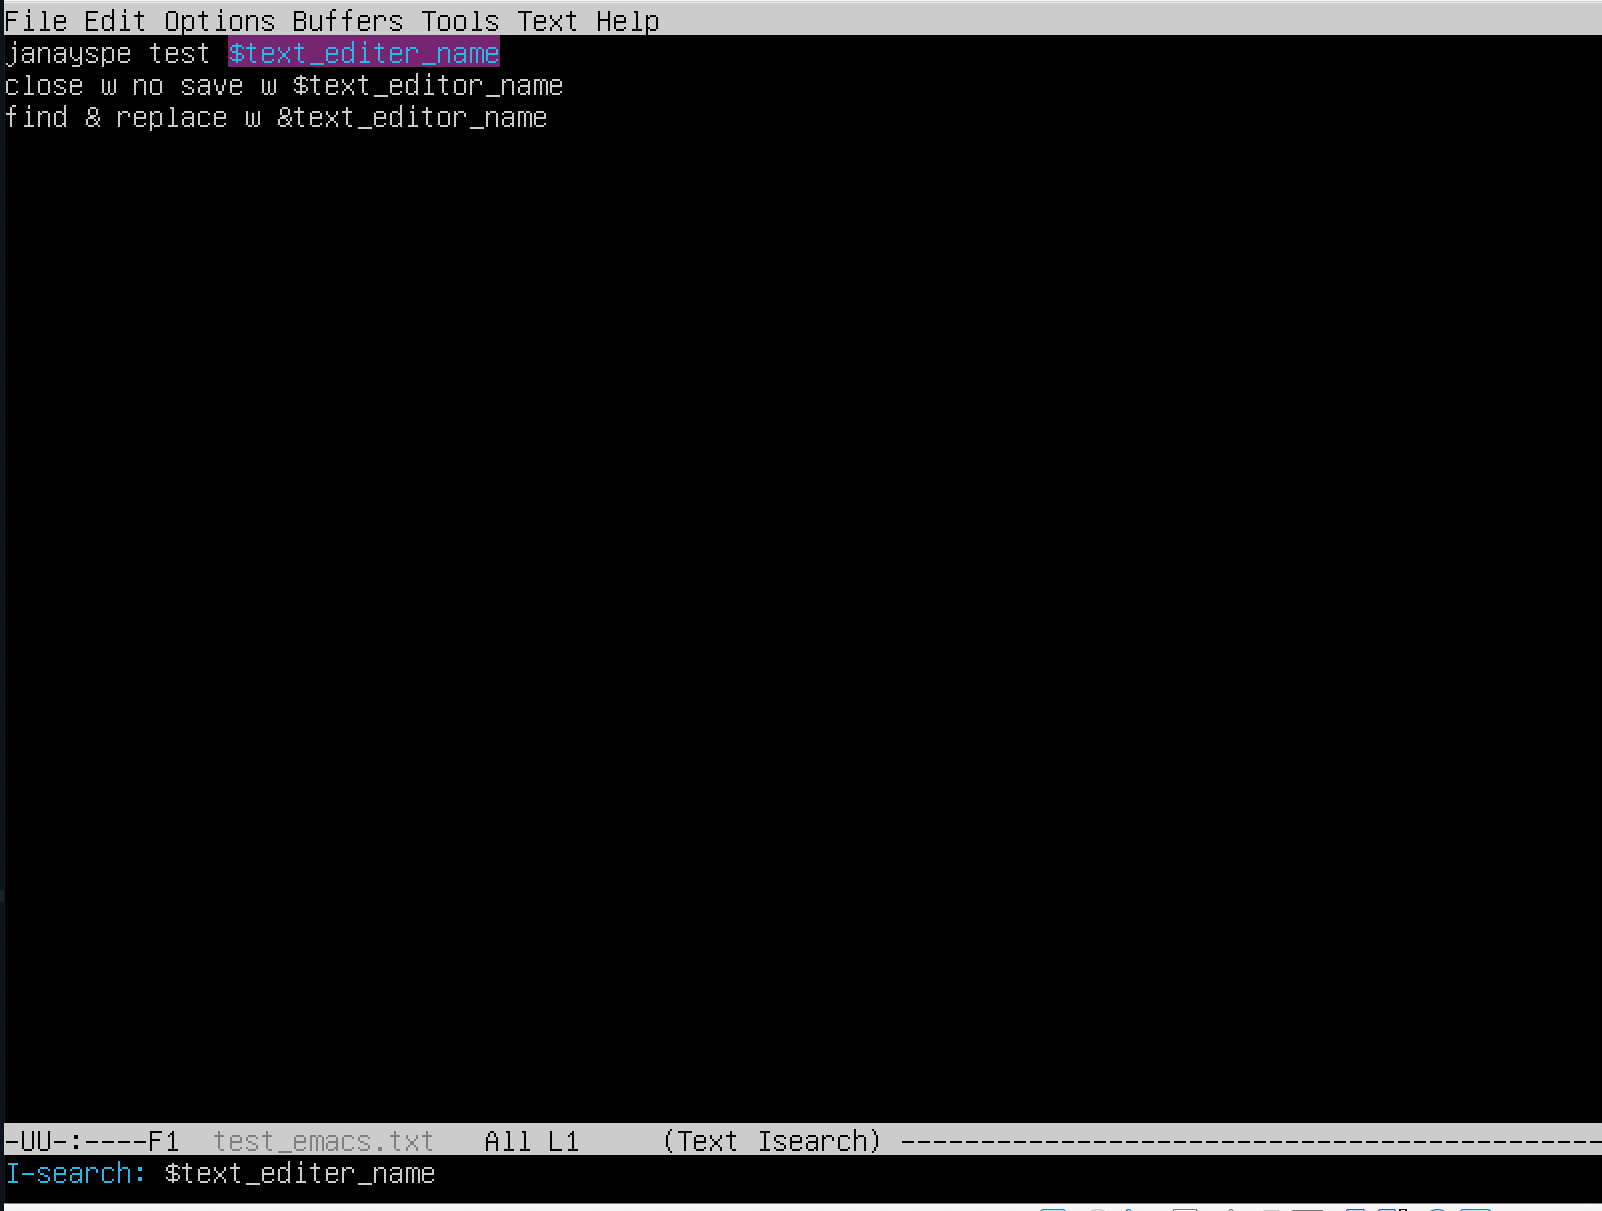 File Edit Options Buffers Tools Text Help
janayspe test $text_editer_name
close w no save w $text_editor_name
find & replace w &text_editor_name
-UU-:----F1  test_emacs.txt   All L1     (Text Isearch) --------------------------------------------
I-search: $text_editer_name